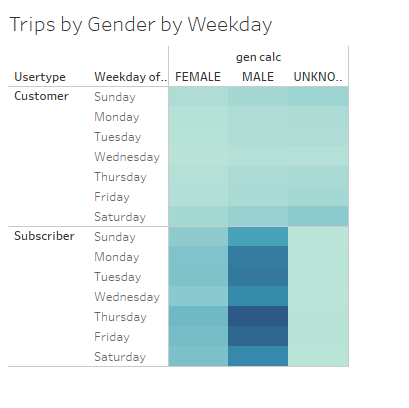 Trips by Gender by Weekday
gen calc
Usertype Weekday of.. FEMALE MALE UNKNO..
Customer Sunday
Monday
Tuesday
Wednesday
Thursday
Friday
Saturday
Subscriber Sunday
Monday
Tuesday
Wednesday
Thursday
Friday
Saturday